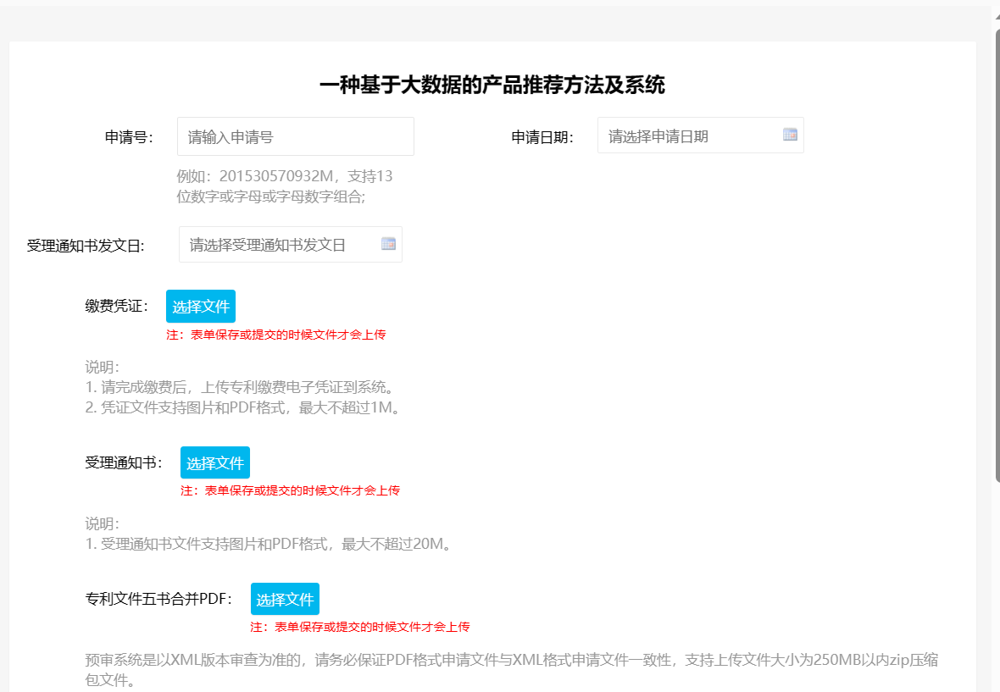 一种基于大数据的产品推荐方法及系统
申请号： 请输入申请号 申请日期： 请选择申请日期
例如：201530570932M，支持13
位数字或字母或字母数字组合;
受理通知书发文日: 请选择受理通知书发文日
缴费凭证： 选择文件
注：表单保存或提交的时候文件才会上传
说明：
1. 请完成缴费后，上传专利缴费电子凭证到系统。
2. 凭证文件支持图片和PDF格式，最大不超过1M。
受理通知书： 选择文件
注：表单保存或提交的时候文件才会上传
说明：
1. 受理通知书文件支持图片和PDF格式，最大不超过20M。
专利文件五书合并PDF： 选择文件
注：表单保存或提交的时候文件才会上传
预审系统是以XML版本审查为准的，请务必保证PDF格式申请文件与XML格式申请文件一致性，支持上传文件大小为250MB以内zip压缩
包文件。